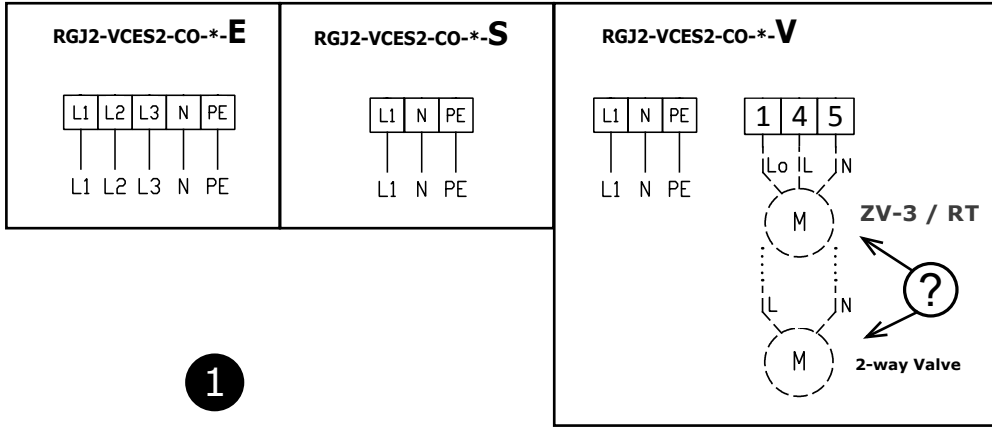 RGJ2-VCES2-CO-*-E
L1 L2 L3 N PE
L1 L2 L3 N PE
RGJ2-VCES2-CO-*-S
L1 N PE
L1 N PE
RGJ2-VCES2-CO-*-V
L1 N PE
L1 N PE
1 4 5
Lo L N
M
ZV-3 / RT
?
L N
M
2-way Valve
1